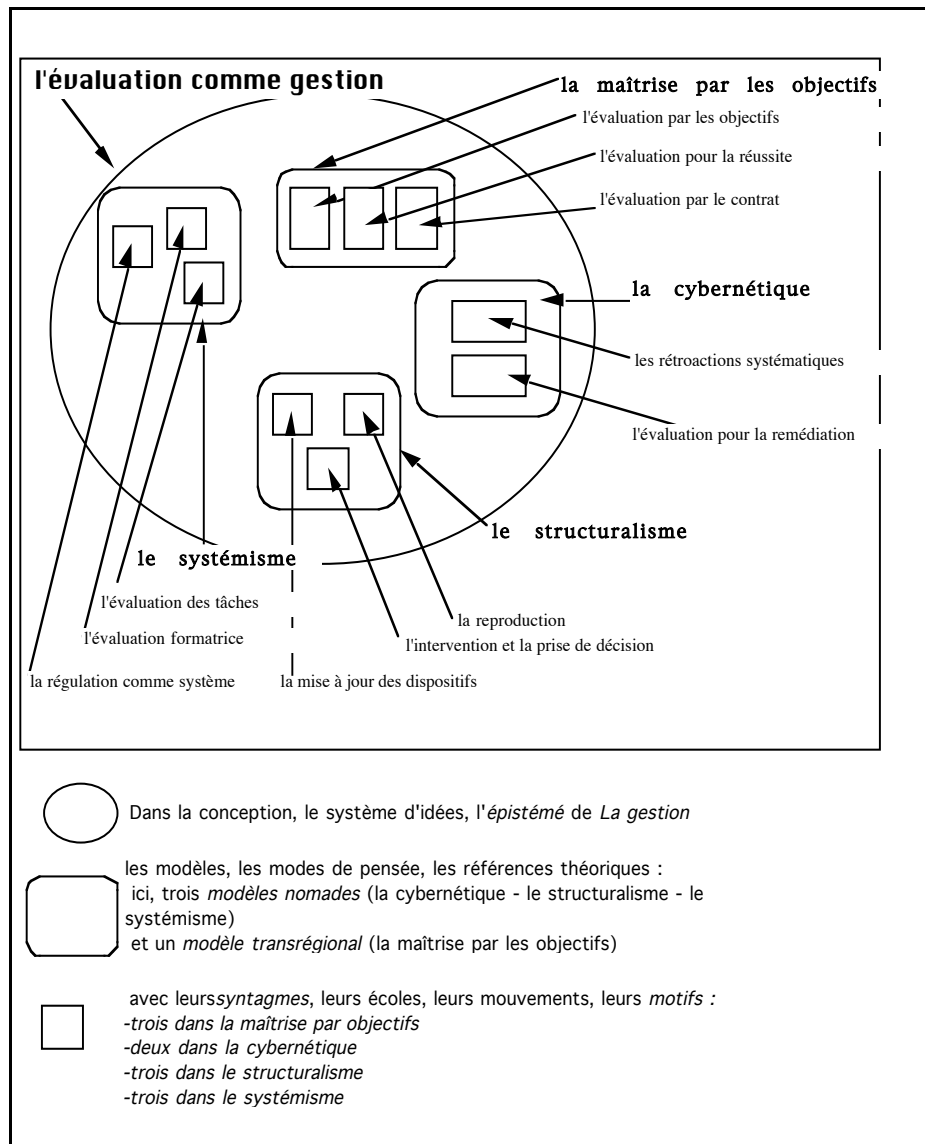 l'évaluation comme gestion
la maîtrise par les objectifs
l'évaluation par les objectifs
l'évaluation pour la réussite
l'évaluation par le contrat
la cybernétique
les rétroactions systématiques
l'évaluation pour la remédiation
le structuralisme
le systémisme
l'évaluation des tâches
la reproduction
l'évaluation formatrice
l'intervention et la prise de décision
la régulation comme système
la mise à jour des dispositifs
Dans la conception, le système d'idées, l'épistémé de La gestion
les modèles, les modes de pensée, les références théoriques :
ici, trois modèles nomades (la cybernétique - le structuralisme - le
systémisme)
et un modèle transrégional (la maîtrise par les objectifs)
avec leurssyntagmes, leurs écoles, leurs mouvements, leurs motifs :
-trois dans la maîtrise par objectifs
-deux dans la cybernétique
-trois dans le structuralisme
-trois dans le systémisme